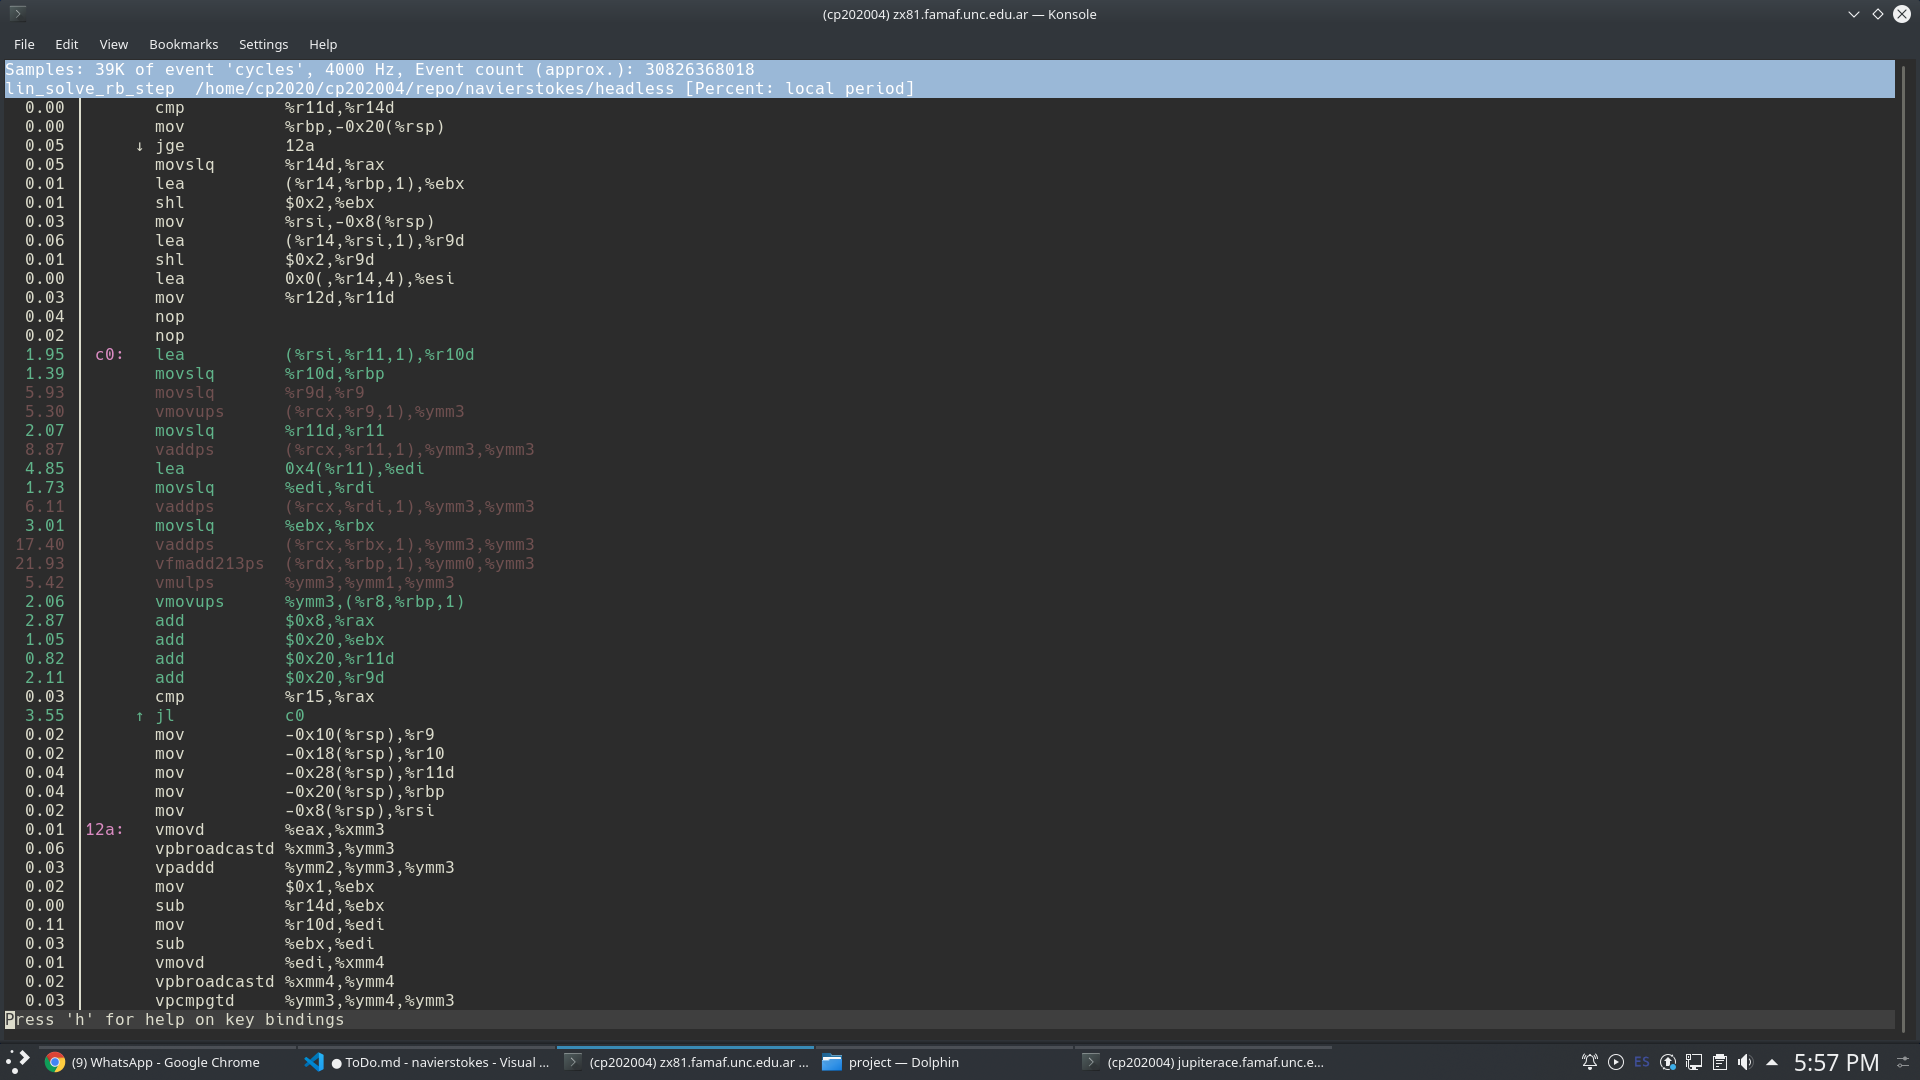 (cp202004) zx81.famaf.unc.edu.ar — Konsole
File Edit View Bookmarks Settings Help
Samples: 39K of event 'cycles', 4000 Hz, Event count (approx.): 30826368018
lin_solve_rb_step /home/cp2020/cp202004/repo/navierstokes/headless [Percent: local period]
0.00 cmp %r11d,%r14d
0.00 mov %rbp,-0x20(%rsp)
0.05 ↓ jge 12a
0.05 movslq %r14d,%rax
0.01 lea (%r14,%rbp,1),%ebx
0.01 shl $0x2,%ebx
0.03 mov %rsi,-0x8(%rsp)
0.06 lea (%r14,%rsi,1),%r9d
0.01 shl $0x2,%r9d
0.00 lea 0x0(,%r14,4),%esi
0.03 mov %r12d,%r11d
0.04 nop
0.02 nop
1.95 c0: lea (%rsi,%r11,1),%r10d
1.39 movslq %r10d,%rbp
5.93 movslq %r9d,%r9
5.30 vmovups (%rcx,%r9,1),%ymm3
2.07 movslq %r11d,%r11
8.87 vaddps (%rcx,%r11,1),%ymm3,%ymm3
4.85 lea 0x4(%r11),%edi
1.73 movslq %edi,%rdi
6.11 vaddps (%rcx,%rdi,1),%ymm3,%ymm3
3.01 movslq %ebx,%rbx
17.40 vaddps (%rcx,%rbx,1),%ymm3,%ymm3
21.93 vfmadd213ps (%rdx,%rbp,1),%ymm0,%ymm3
5.42 vmulps %ymm3,%ymm1,%ymm3
2.06 vmovups %ymm3,(%r8,%rbp,1)
2.87 add $0x8,%rax
1.05 add $0x20,%ebx
0.82 add $0x20,%r11d
2.11 add $0x20,%r9d
0.03 cmp %r15,%rax
3.55 ↑ jl c0
0.02 mov -0x10(%rsp),%r9
0.02 mov -0x18(%rsp),%r10
0.04 mov -0x28(%rsp),%r11d
0.04 mov -0x20(%rsp),%rbp
0.02 mov -0x8(%rsp),%rsi
0.01 12a: vmovd %eax,%xmm3
0.06 vpbroadcastd %xmm3,%ymm3
0.03 vpaddd %ymm2,%ymm3,%ymm3
0.02 mov $0x1,%ebx
0.00 sub %r14d,%ebx
0.11 mov %r10d,%edi
0.03 sub %ebx,%edi
0.01 vmovd %edi,%xmm4
0.02 vpbroadcastd %xmm4,%ymm4
0.03 vpcmpgtd %ymm3,%ymm4,%ymm3
Press 'h' for help on key bindings
(9) WhatsApp - Google Chrome ● ToDo.md - navierstokes - Visual ... (cp202004) zx81.famaf.unc.edu.ar ... project — Dolphin (cp202004) jupiterace.famaf.unc.e... ES 5:57 PM